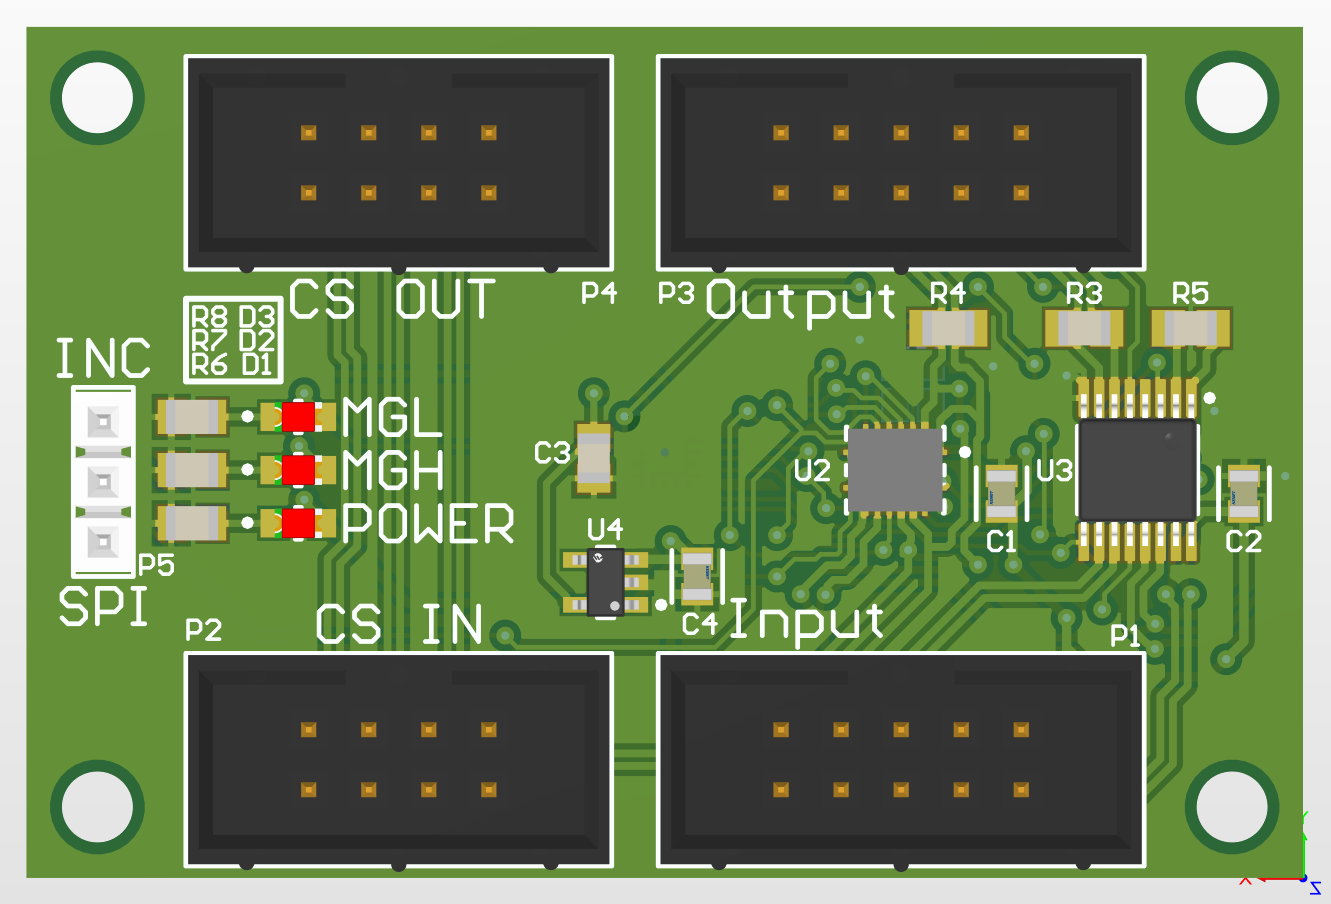 CS OUT
P4
P3
Output
R4
R3
R5
R8 D3
R7 D2
R6 D1
INC
MGL
MGH
POWER
P5
SPI
C3
U4
C4
U2
C1
U3
C2
CS IN
P2
Input
P1
Y
X
Z